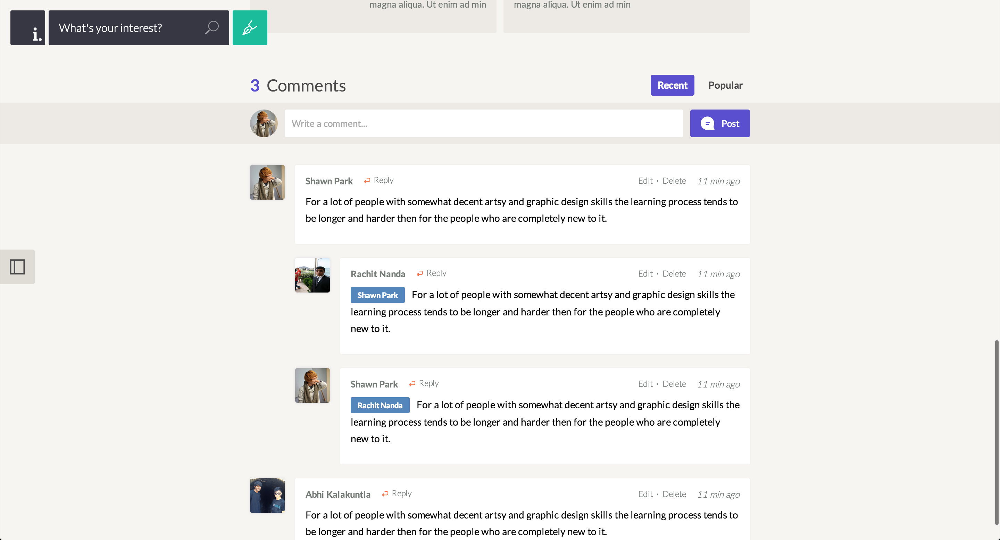 magna aliqua. Ut enim ad min
magna aliqua. Ut enim ad min
i.
What's your interest?
3 Comments
Recent
Popular
Write a comment...
Post
Shawn Park Reply Edit • Delete 11 min ago
For a lot of people with somewhat decent artsy and graphic design skills the learning process tends to
be longer and harder then for the people who are completely new to it.
Rachit Nanda Reply Edit • Delete 11 min ago
Shawn Park For a lot of people with somewhat decent artsy and graphic design skills the
learning process tends to be longer and harder then for the people who are completely
new to it.
Shawn Park Reply Edit • Delete 11 min ago
Rachit Nanda For a lot of people with somewhat decent artsy and graphic design skills the
learning process tends to be longer and harder then for the people who are completely
new to it.
Abhi Kalakuntla Reply Edit • Delete 11 min ago
For a lot of people with somewhat decent artsy and graphic design skills the learning process tends to
be longer and harder then for the people who are completely new to it.